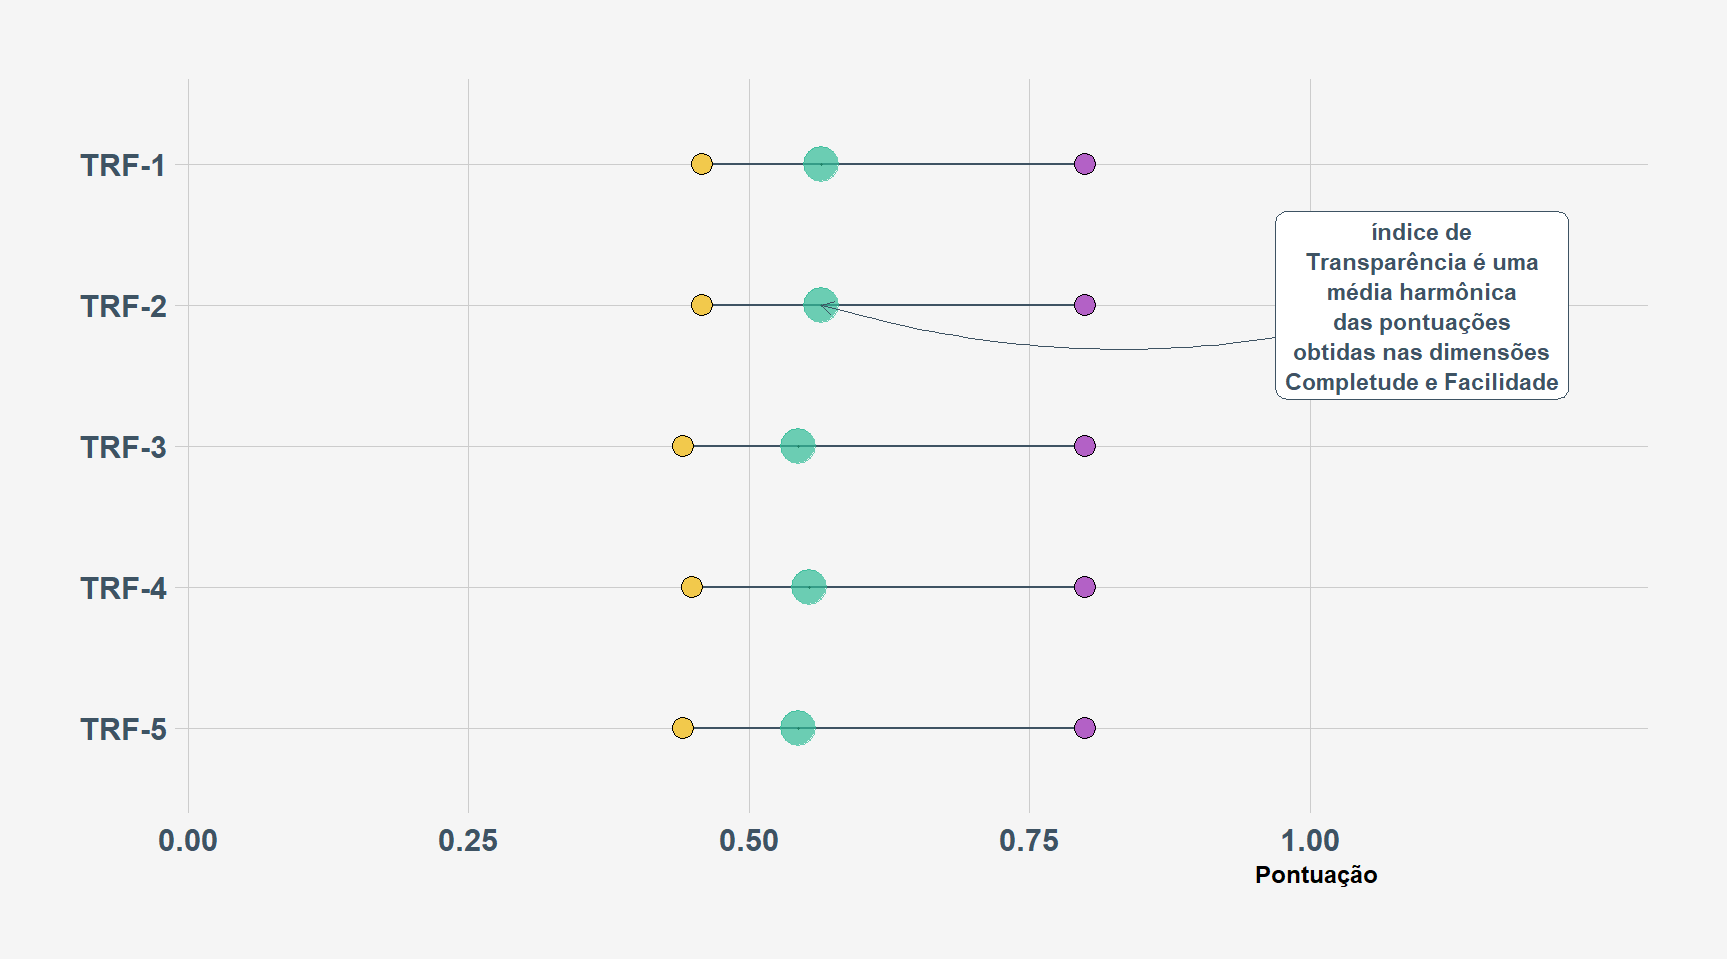 TRF-1
índice de
Transparência é uma
média harmônica
das pontuações
obtidas nas dimensões
Completude e Facilidade
TRF-2
TRF-3
TRF-4
TRF-5
0.00 0.25 0.50 0.75 1.00
Pontuação